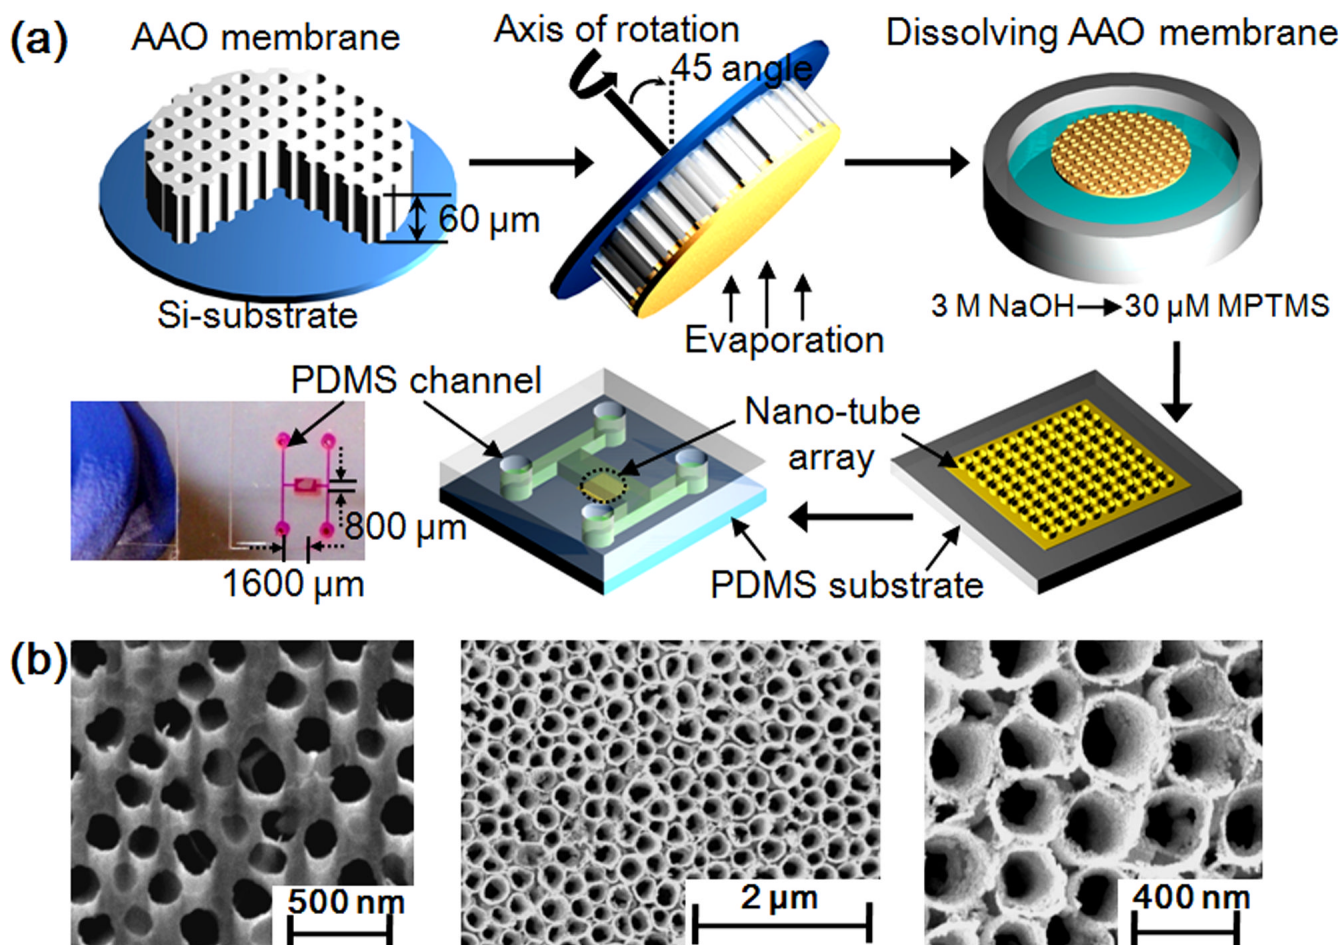 (a)
AAO membrane
Axis of rotation
45 angle
Dissolving AAO membrane
60 µm
Si-substrate
Evaporation
3 M NaOH→30 µM MPTMS
PDMS channel
Nano-tube
array
800 µm
1600 µm
PDMS substrate
(b)
500 nm
2 µm
400 nm